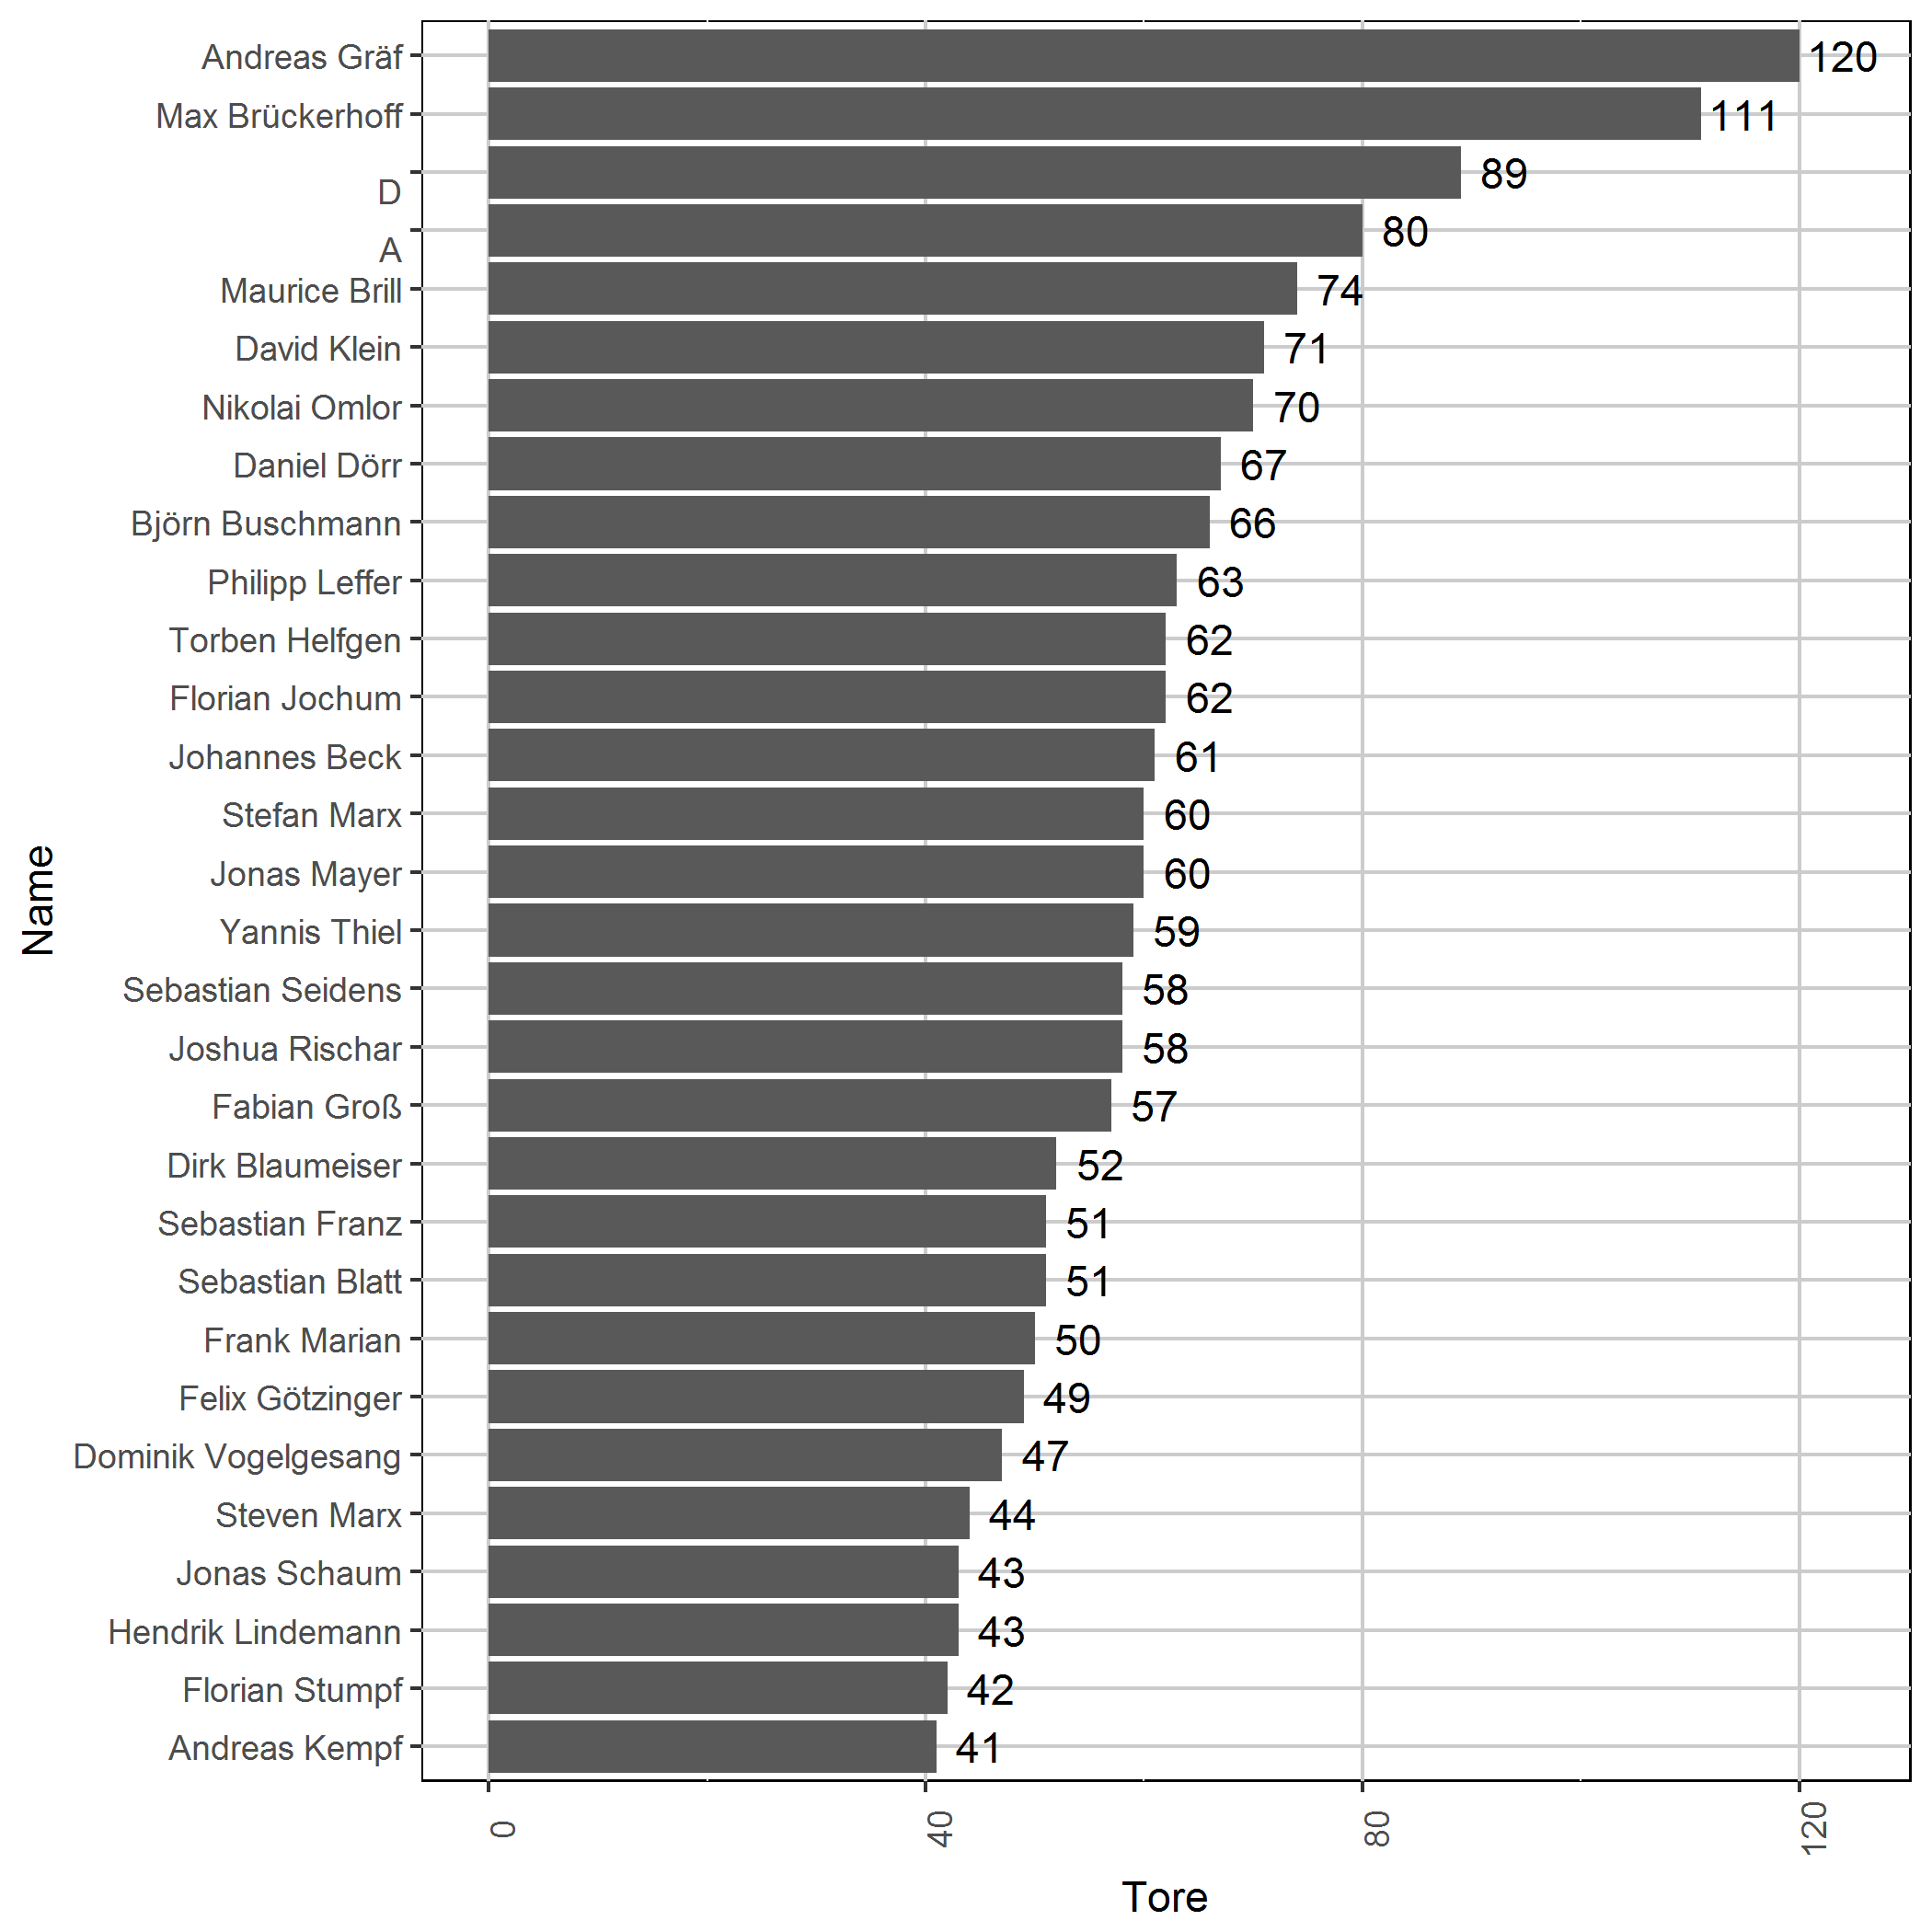 Andreas Gräf 120
Max Brückerhoff 111
D 89
A 80
Maurice Brill 74
David Klein 71
Nikolai Omlor 70
Daniel Dörr 67
Björn Buschmann 66
Philipp Leffer 63
Torben Helfgen 62
Florian Jochum 62
Johannes Beck 61
Stefan Marx 60
Jonas Mayer 60
Yannis Thiel 59
Sebastian Seidens 58
Joshua Rischar 58
Fabian Groß 57
Dirk Blaumeiser 52
Sebastian Franz 51
Sebastian Blatt 51
Frank Marian 50
Felix Götzinger 49
Dominik Vogelgesang 47
Steven Marx 44
Jonas Schaum 43
Hendrik Lindemann 43
Florian Stumpf 42
Andreas Kempf 41
Name
0 40 80 120
Tore